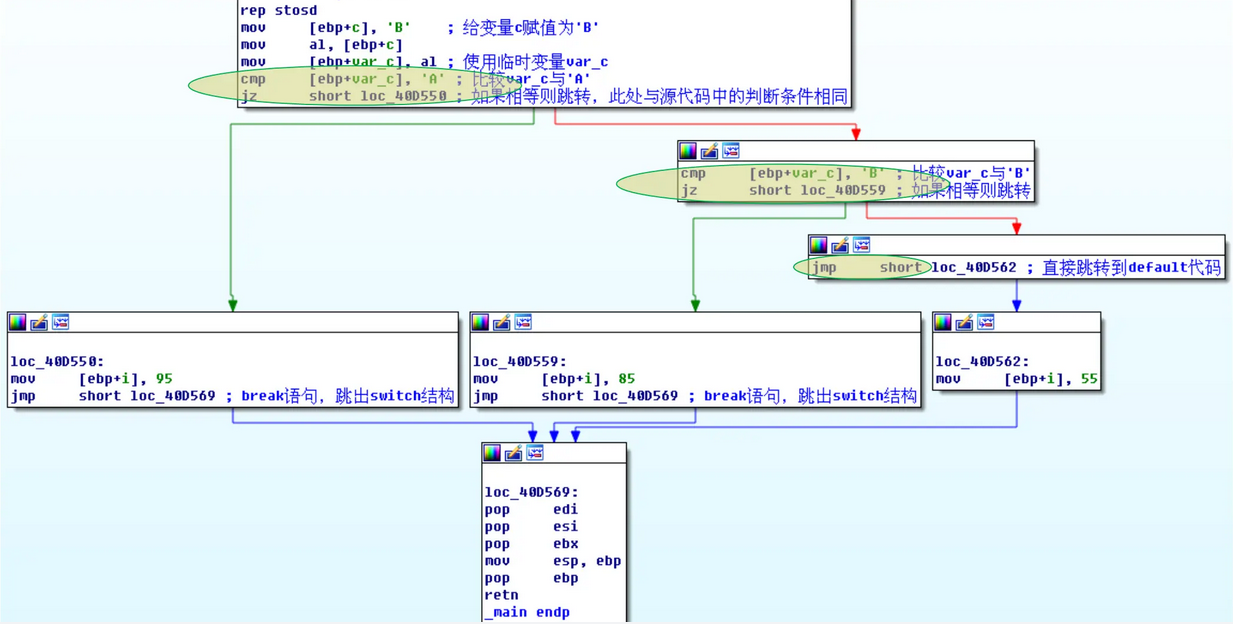 rep stosd
mov [ebp+c], 'B' ; 给变量c赋值为'B'
mov al, [ebp+c]
mov [ebp+var_c], al ; 使用临时变量var_c
cmp [ebp+var_c], 'A' ; 比较var_c与'A'
jz short loc_40D550 ; 如果相等则跳转，此处与源代码中的判断条件相同
cmp [ebp+var_c], 'B' ; 比较var_c与'B'
jz short loc_40D559 ; 如果相等则跳转
jmp short loc_40D562 ; 直接跳转到default代码
loc_40D550:
mov [ebp+i], 95
jmp short loc_40D569 ; break语句，跳出switch结构
loc_40D559:
mov [ebp+i], 85
jmp short loc_40D569 ; break语句，跳出switch结构
loc_40D562:
mov [ebp+i], 55
loc_40D569:
pop edi
pop esi
pop ebx
mov esp, ebp
pop ebp
retn
_main endp